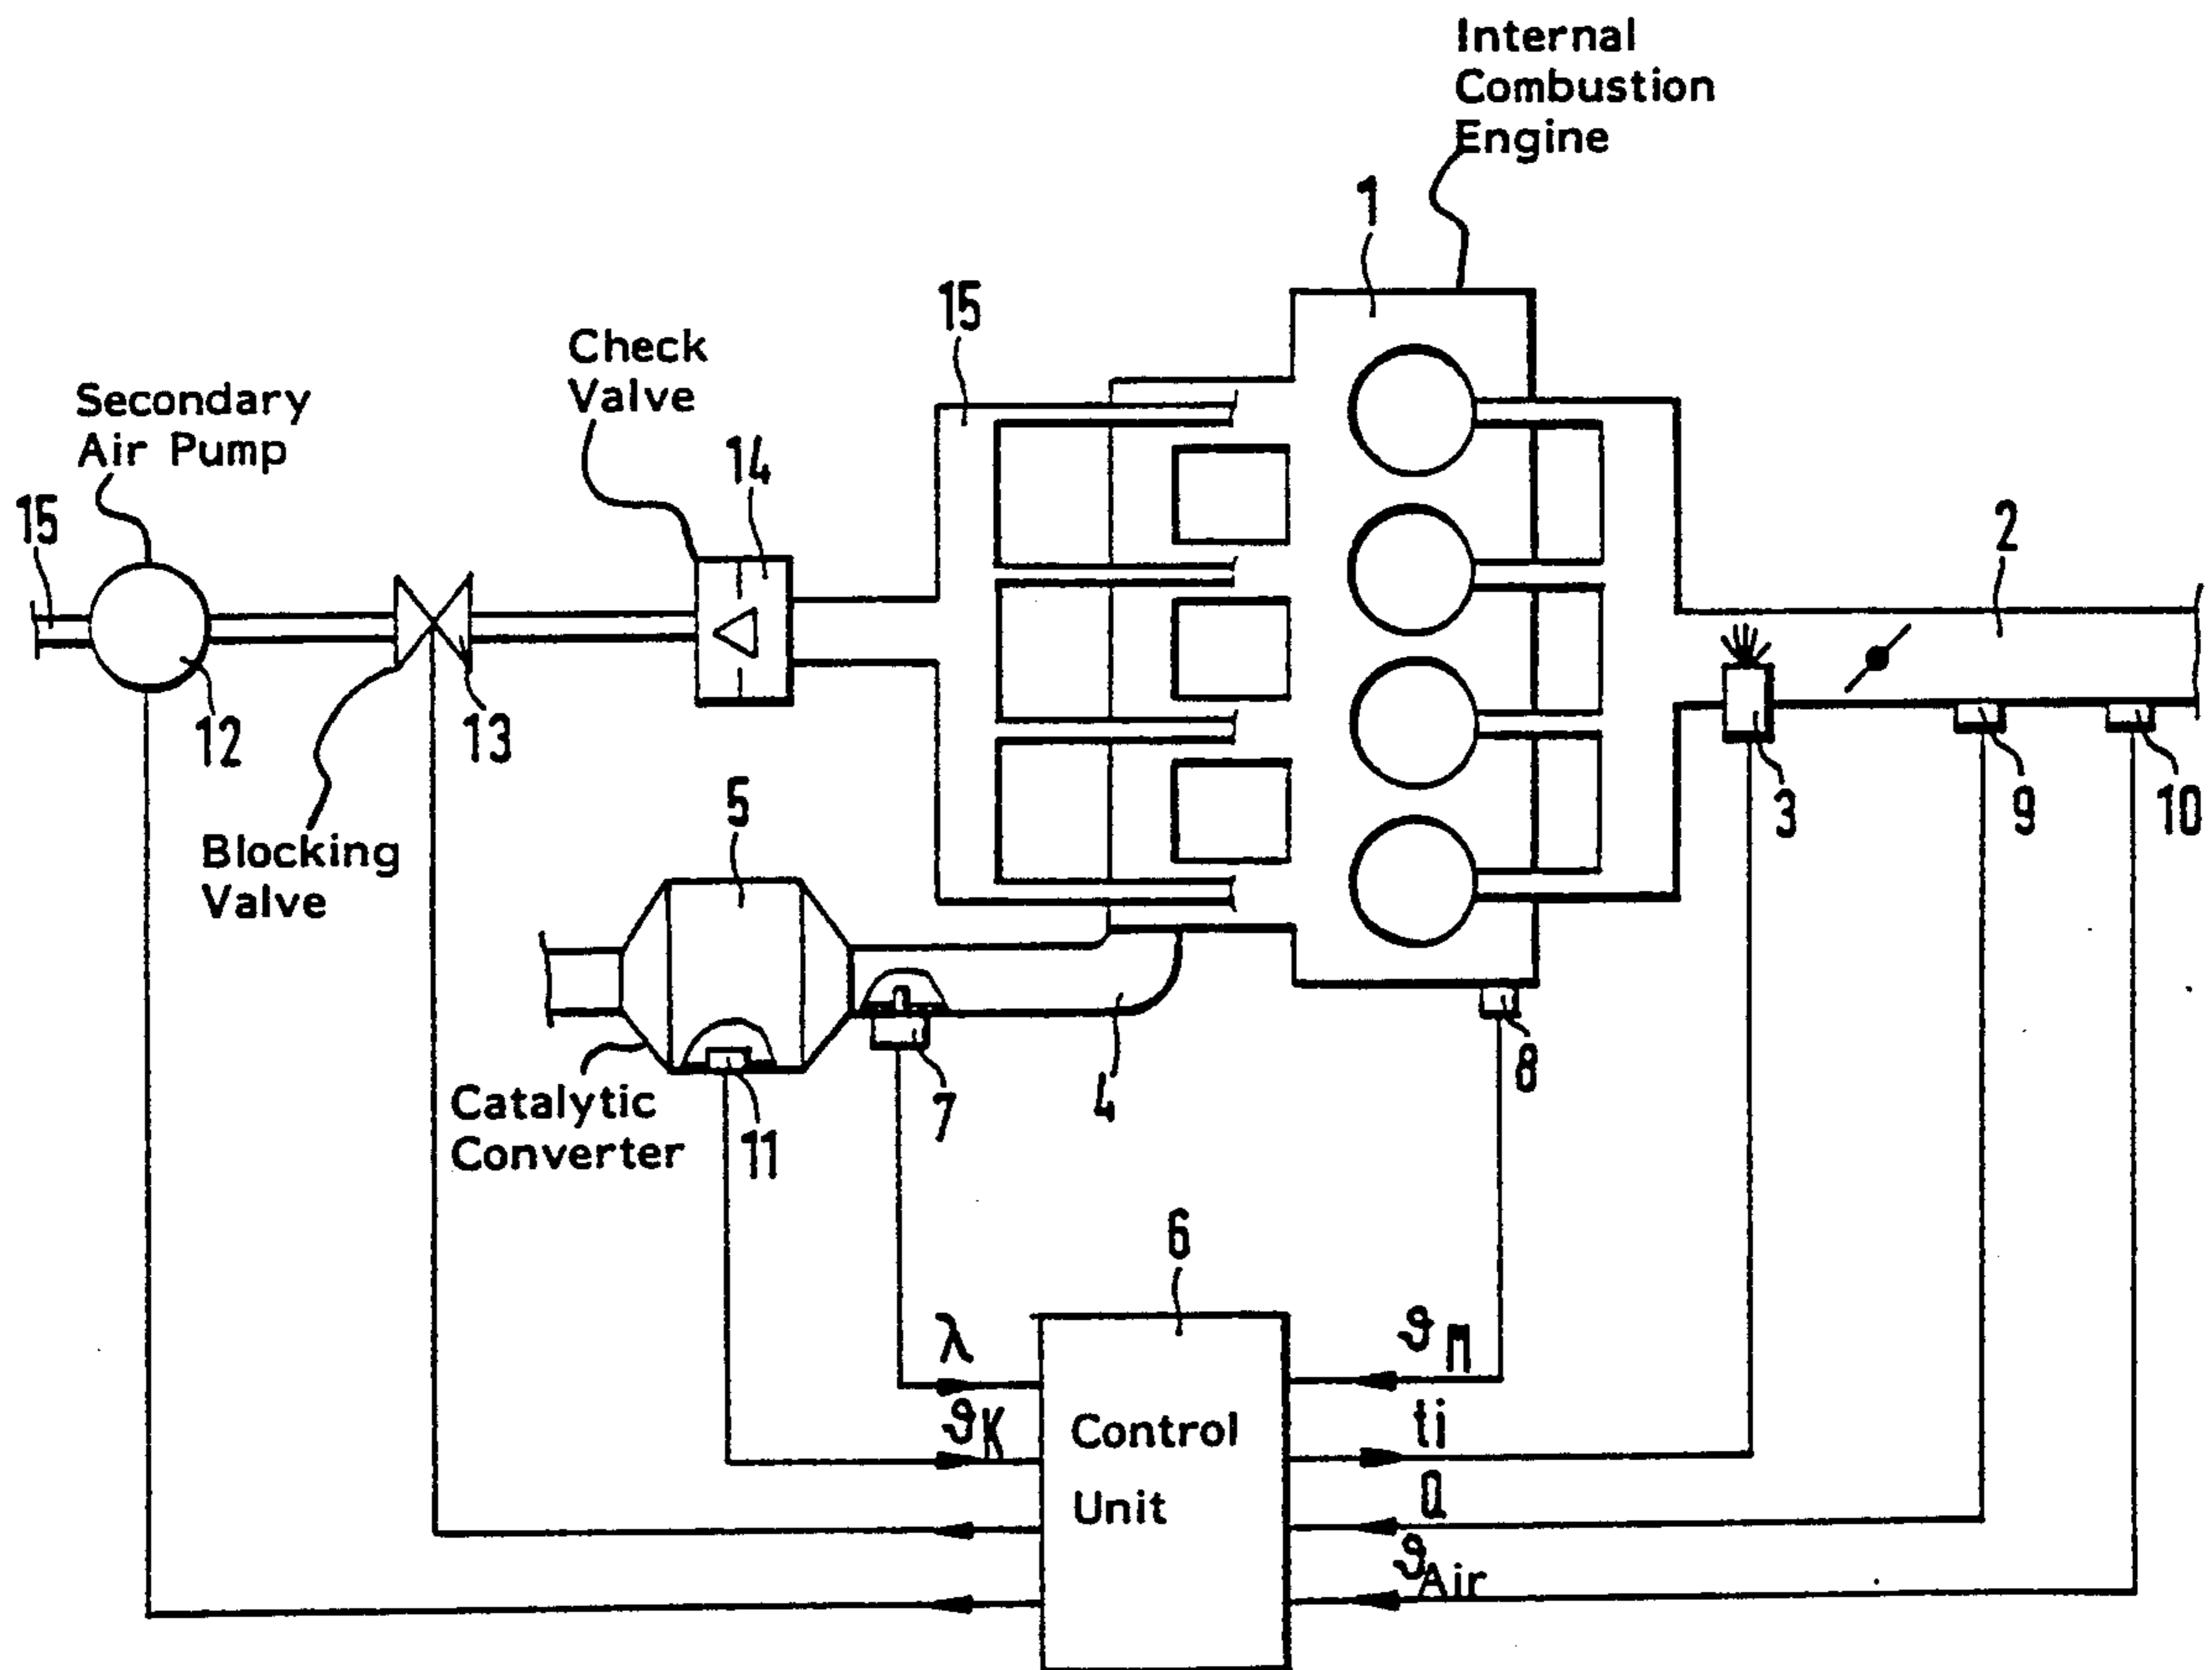 Internal
Combustion
Engine
1
15
Check
Valve
Secondary
Air Pump
14
15
2
12
13
3
9
10
5
Blocking
Valve
8
4
7
11
Catalytic
Converter
6
λ
ϑM
ϑK
ti
Control
Unit
Q
ϑAir